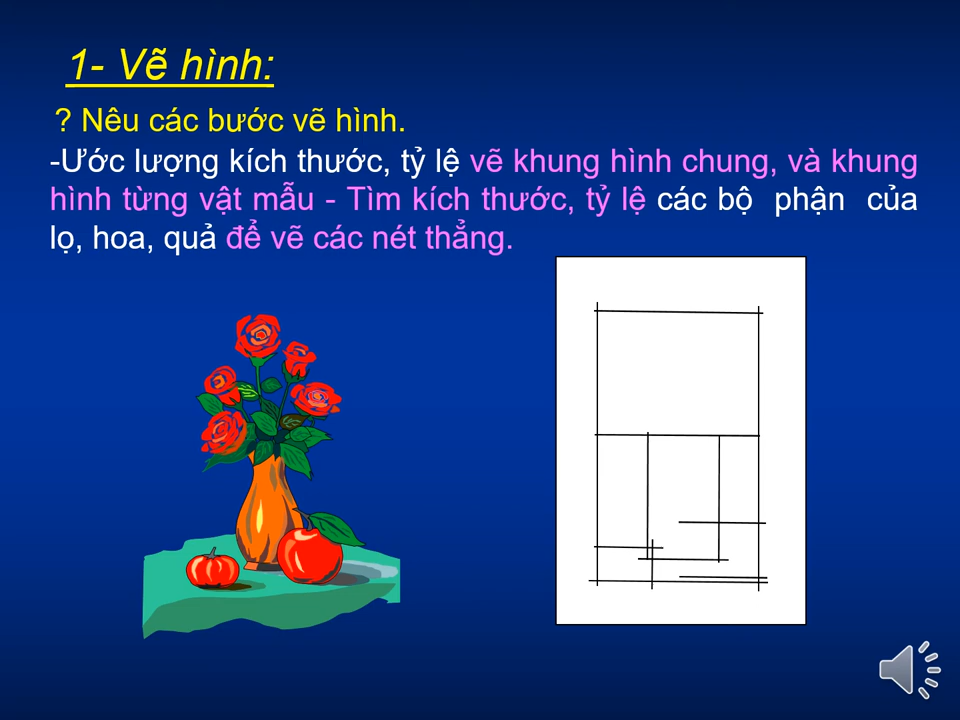 1- Vẽ hình:
? Nêu các bước vẽ hình.
-Ước lượng kích thước, tỷ lệ vẽ khung hình chung, và khung
hình từng vật mẫu - Tìm kích thước, tỷ lệ các bộ phận của
lọ, hoa, quả để vẽ các nét thẳng.